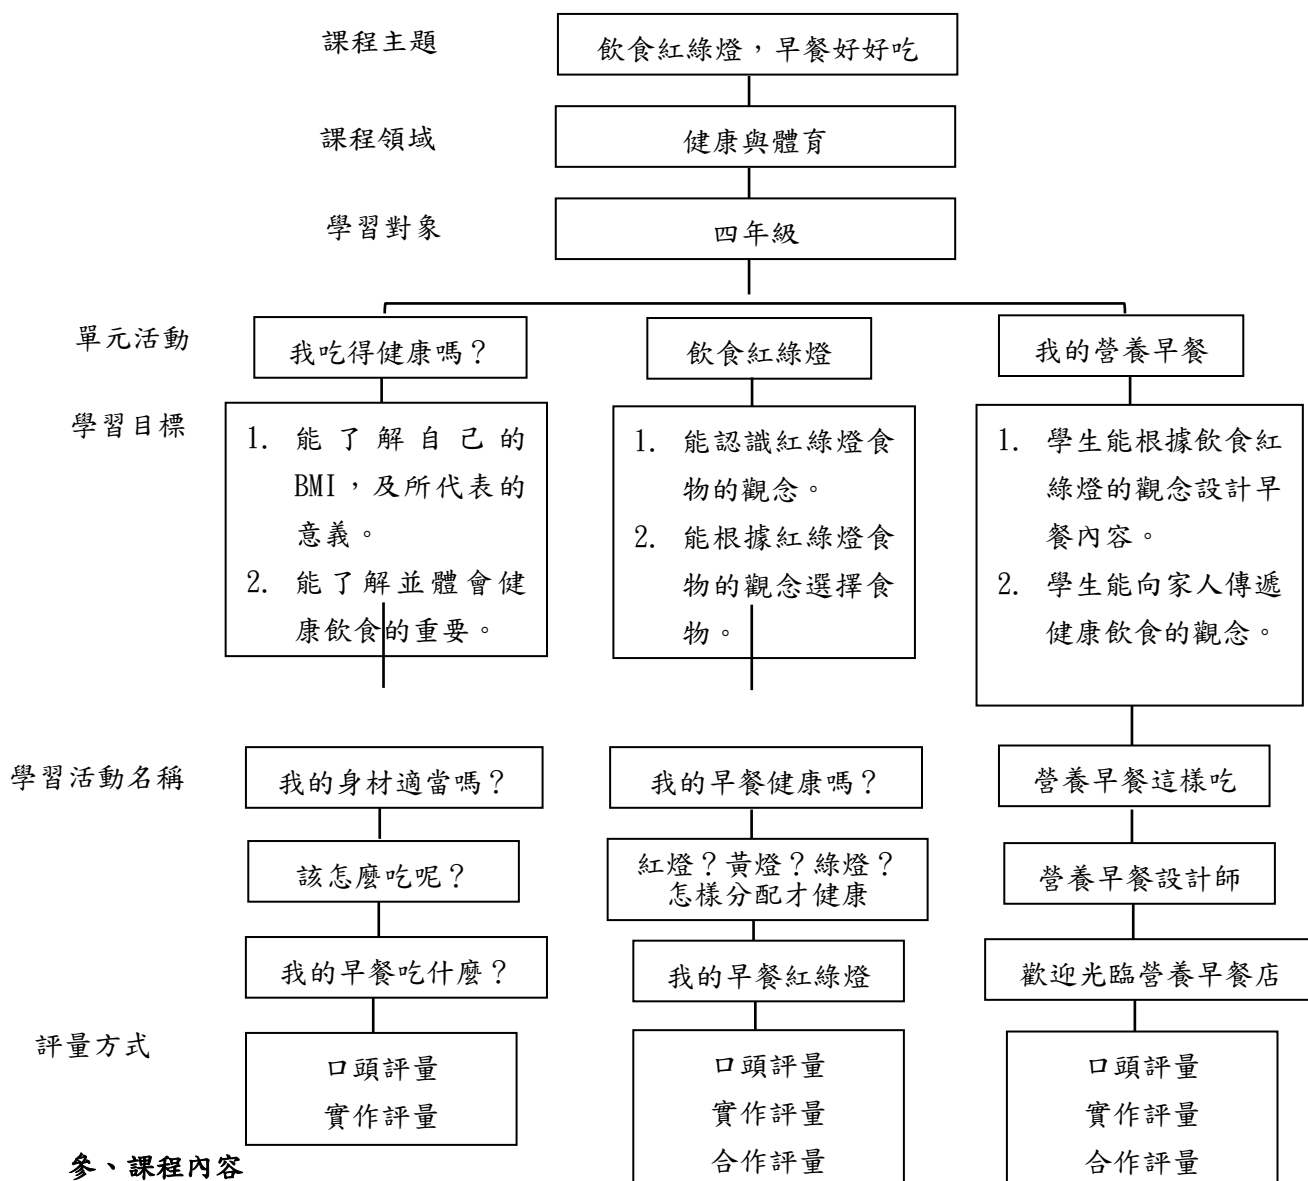 課程主題
飲食紅綠燈，早餐好好吃
課程領域
健康與體育
學習對象
四年級
單元活動
我吃得健康嗎？
飲食紅綠燈
我的營養早餐
學習目標
1. 能了解自己的
BMI，及所代表的
意義。
2. 能了解並體會健
康飲食的重要。
1. 能認識紅綠燈食
物的觀念。
2. 能根據紅綠燈食
物的觀念選擇食
物。
1. 學生能根據飲食紅
綠燈的觀念設計早
餐內容。
2. 學生能向家人傳遞
健康飲食的觀念。
學習活動名稱
我的身材適當嗎？
我的早餐健康嗎？
營養早餐這樣吃
該怎麼吃呢？
紅燈？黃燈？綠燈？
怎樣分配才健康
營養早餐設計師
我的早餐吃什麼？
我的早餐紅綠燈
歡迎光臨營養早餐店
評量方式
口頭評量
實作評量
口頭評量
實作評量
合作評量
口頭評量
實作評量
合作評量
參、課程內容